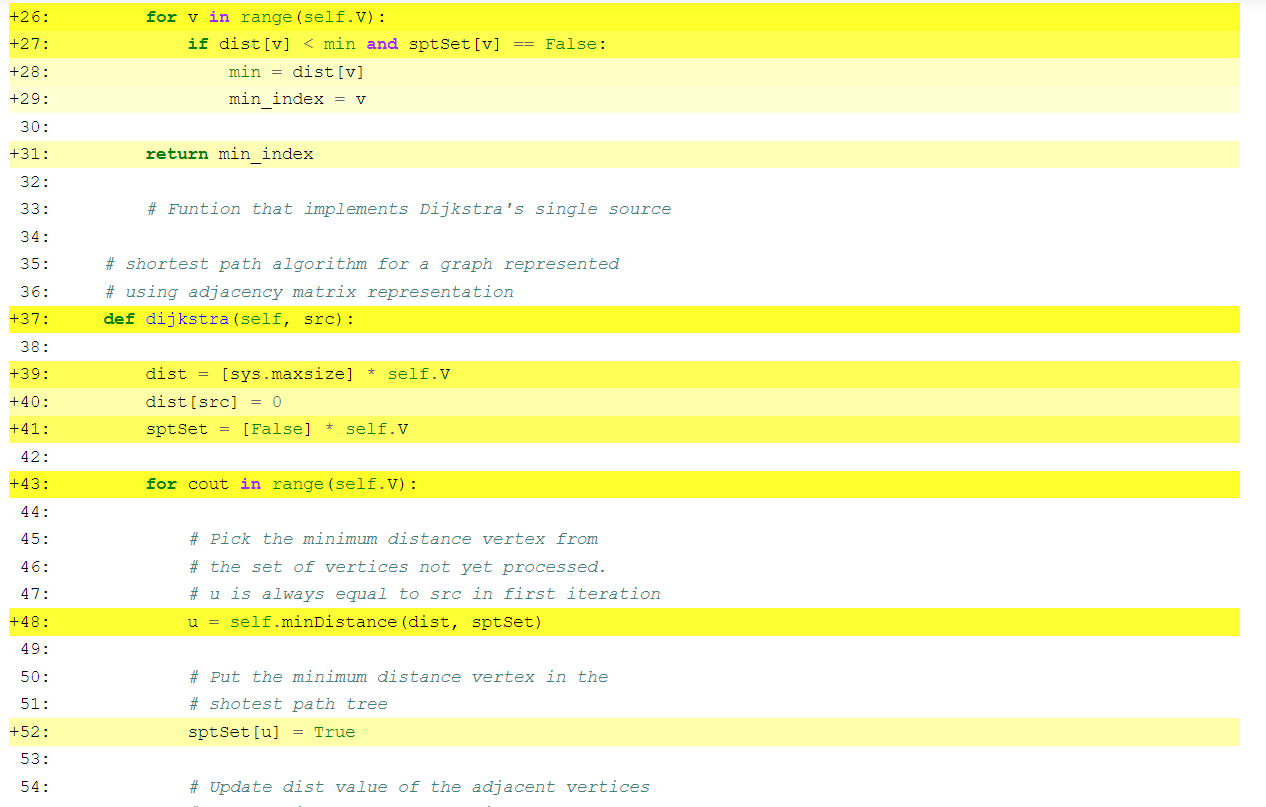 +26:         for v in range(self.V):
+27:             if dist[v] < min and sptSet[v] == False:
+28:                 min = dist[v]
+29:                 min_index = v
 30:
+31:         return min_index
 32:
 33:         # Funtion that implements Dijkstra's single source
 34:
 35:     # shortest path algorithm for a graph represented
 36:     # using adjacency matrix representation
+37:     def dijkstra(self, src):
 38:
+39:         dist = [sys.maxsize] * self.V
+40:         dist[src] = 0
+41:         sptSet = [False] * self.V
 42:
+43:         for cout in range(self.V):
 44:
 45:             # Pick the minimum distance vertex from
 46:             # the set of vertices not yet processed.
 47:             # u is always equal to src in first iteration
+48:             u = self.minDistance(dist, sptSet)
 49:
 50:             # Put the minimum distance vertex in the
 51:             # shotest path tree
+52:             sptSet[u] = True
 53:
 54:             # Update dist value of the adjacent vertices